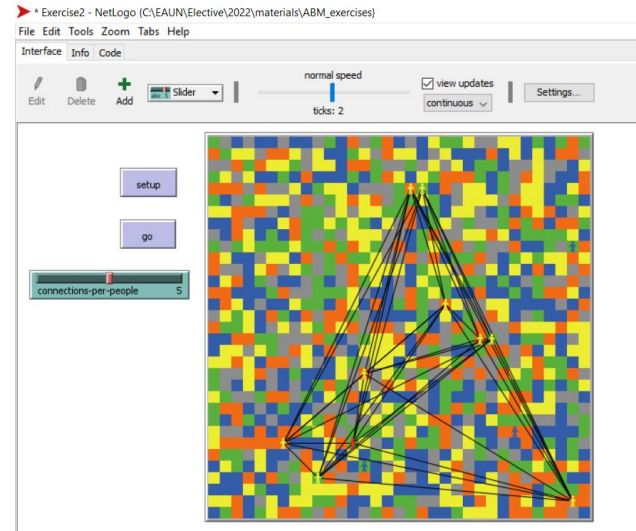 * Exercise2 - NetLogo {C:\EAUN\Elective\2022\materials\ABM_exercises}
File Edit Tools Zoom Tabs Help
Interface Info Code
normal speed
view updates
Edit Delete Add Slider
continuous
Settings...
ticks: 2
setup
go
connections-per-people 5